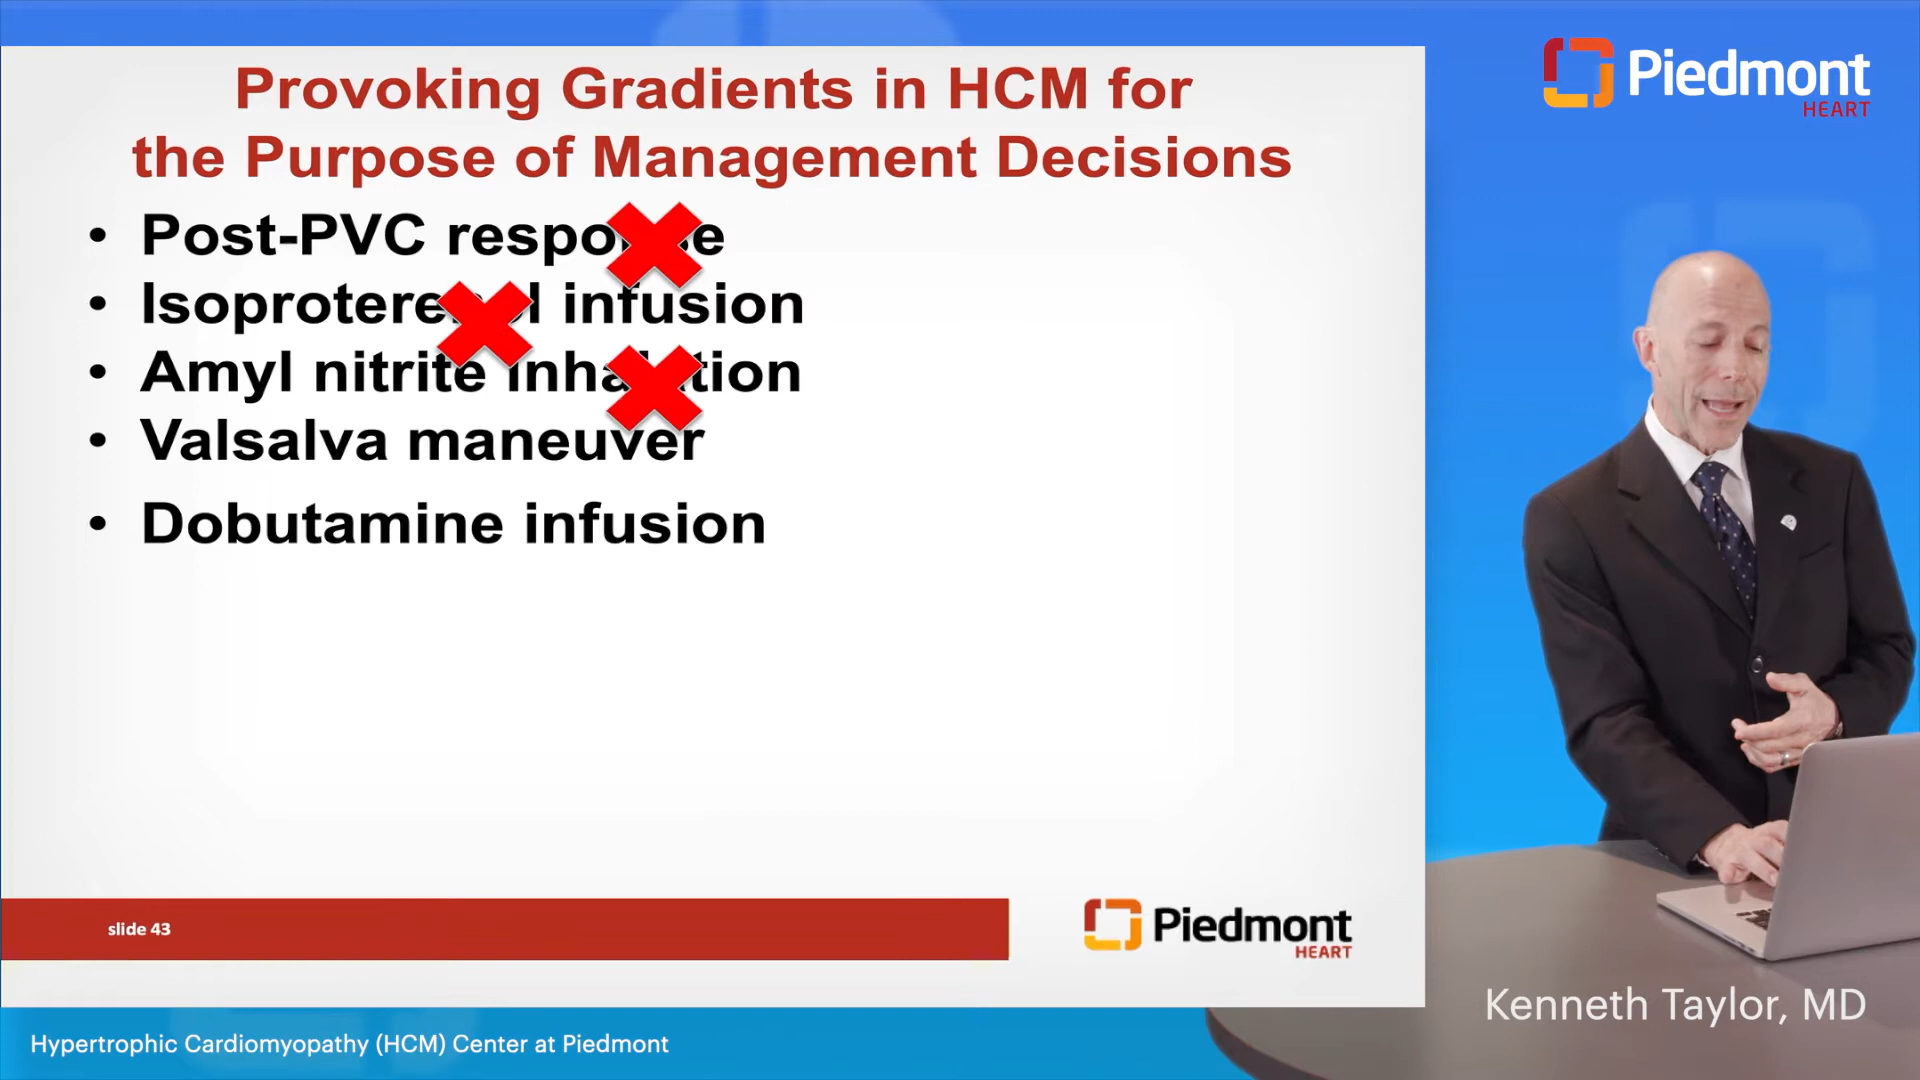 Provoking Gradients in HCM for
the Purpose of Management Decisions
• Post-PVC response
• Isoproterenol infusion
• Amyl nitrite inhalation
• Valsalva maneuver
• Dobutamine infusion
slide 43
Piedmont
HEART
Piedmont
HEART
Kenneth Taylor, MD
Hypertrophic Cardiomyopathy (HCM) Center at Piedmont